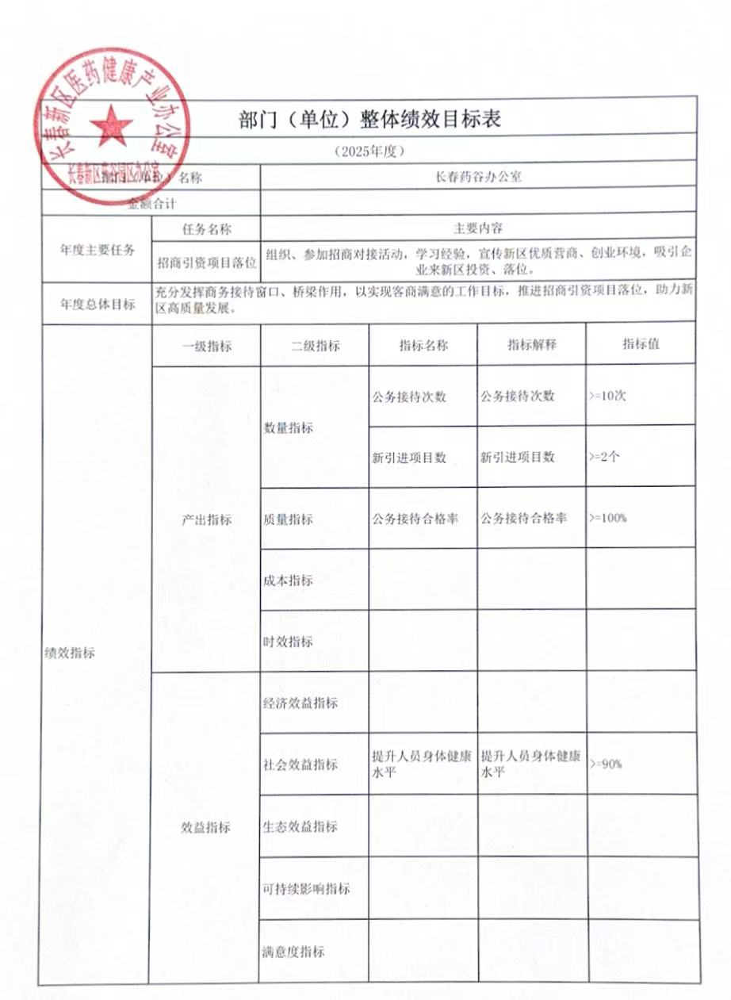 长春新区医药健康产业办公室
部门（单位）整体绩效目标表
（2025年度）
部门（单位）名称 长春药谷办公室
金额合计
年度主要任务 任务名称 主要内容
招商引资项目落位 组织、参加招商对接活动，学习经验，宣传新区优质营商、创业环境，吸引企
业来新区投资、落位。
年度总体目标 充分发挥商务接待窗口、桥梁作用，以实现客商满意的工作目标，推进招商引资项目落位，助力新
区高质量发展。
绩效指标 一级指标 二级指标 指标名称 指标解释 指标值
产出指标 数量指标 公务接待次数 公务接待次数 >=10次
新引进项目数 新引进项目数 >=2个
质量指标 公务接待合格率 公务接待合格率 >=100%
成本指标
时效指标
效益指标 经济效益指标
社会效益指标 提升人员身体健康 提升人员身体健康 >=90%
水平 水平
生态效益指标
可持续影响指标
满意度指标